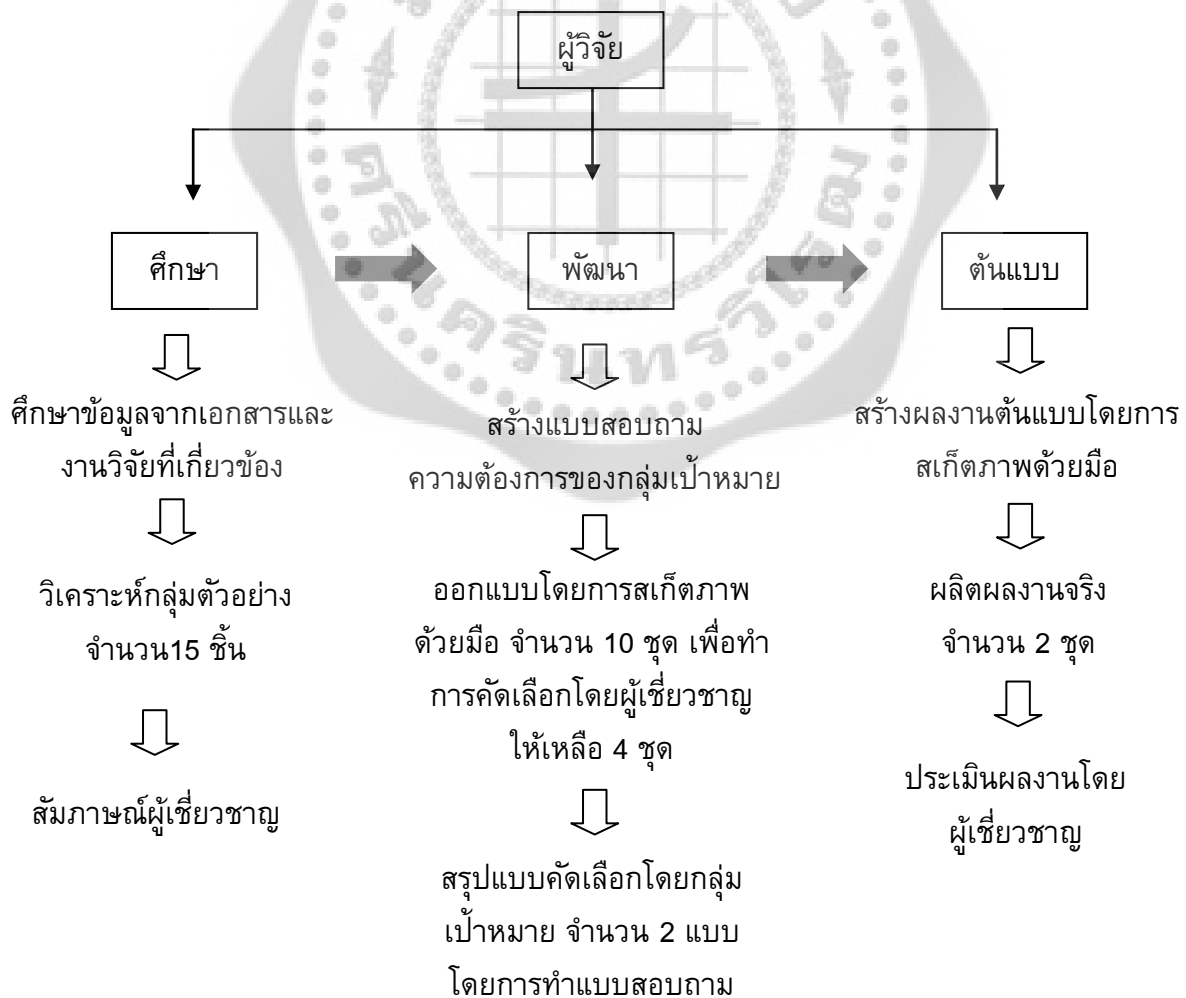 ผู้วิจัย
ศึกษา
พัฒนา
ต้นแบบ
ศึกษาข้อมูลจากเอกสารและ
งานวิจัยที่เกี่ยวข้อง
วิเคราะห์กลุ่มตัวอย่าง
จำนวน15 ชิ้น
สัมภาษณ์ผู้เชี่ยวชาญ
สร้างแบบสอบถาม
ความต้องการของกลุ่มเป้าหมาย
ออกแบบโดยการสเก็ตภาพ
ด้วยมือ จำนวน 10 ชุด เพื่อทำ
การคัดเลือกโดยผู้เชี่ยวชาญ
ให้เหลือ 4 ชุด
สรุปแบบคัดเลือกโดยกลุ่ม
เป้าหมาย จำนวน 2 แบบ
โดยการทำแบบสอบถาม
สร้างผลงานต้นแบบโดยการ
สเก็ตภาพด้วยมือ
ผลิตผลงานจริง
จำนวน 2 ชุด
ประเมินผลงานโดย
ผู้เชี่ยวชาญ
ศรีนครินทรวิโรฒ